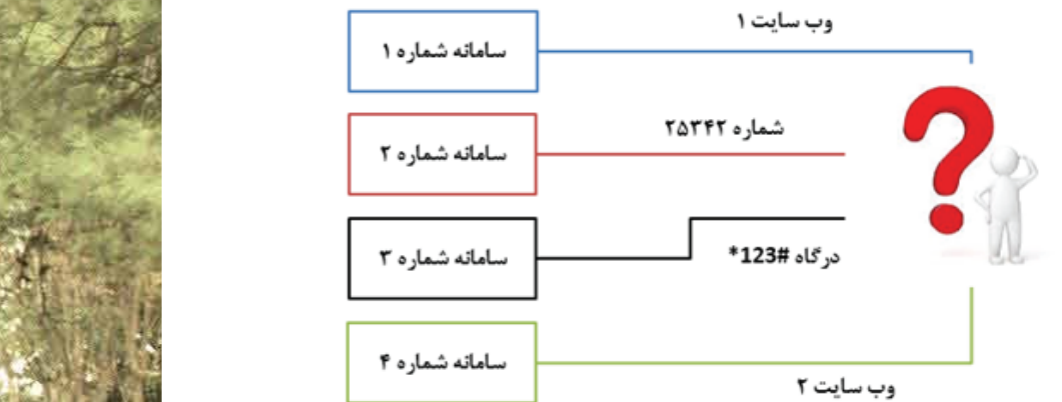 وب سایت ۱
سامانه شماره ۱
شماره ۲۵۳۴۲
سامانه شماره ۲
درگاه #123*
سامانه شماره ۳
سامانه شماره ۴
وب سایت ۲